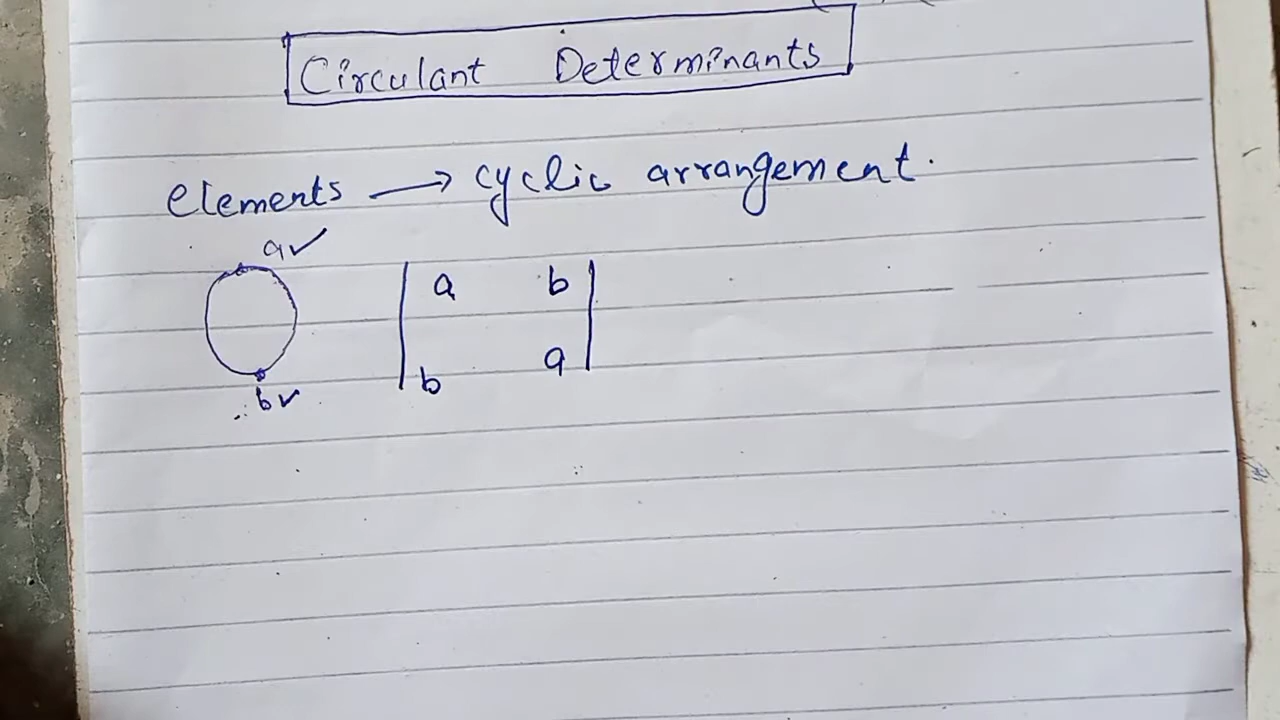 Circulant Determinants
elements → cyclic arrangement.
a✓
a b
b a
b✓